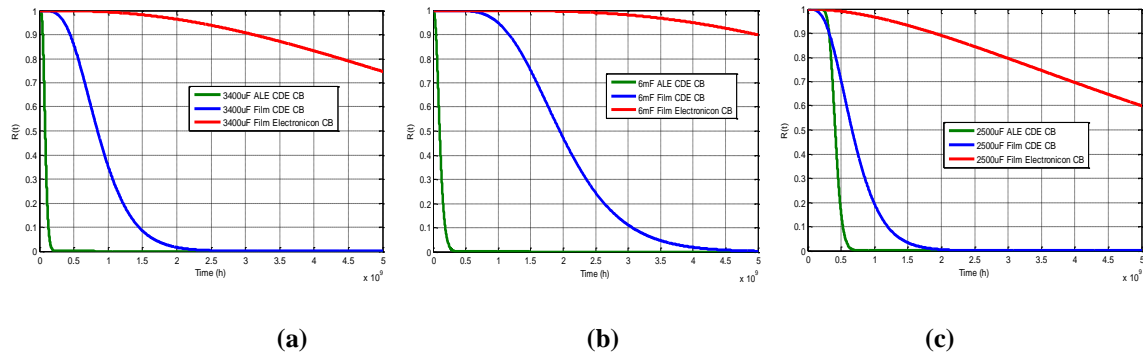 1
0.9
0.8
0.7
0.6
0.5
0.4
0.3
0.2
0.1
0
R(t)
3400uF ALE CDE CB
3400uF Film CDE CB
3400uF Film Electronicon CB
0 0.5 1 1.5 2 2.5 3 3.5 4 4.5 5
Time (h)
x 10⁹
1
0.9
0.8
0.7
0.6
0.5
0.4
0.3
0.2
0.1
0
R(t)
6mF ALE CDE CB
6mF Film CDE CB
6mF Film Electronicon CB
0 0.5 1 1.5 2 2.5 3 3.5 4 4.5 5
Time (h)
x 10⁹
1
0.9
0.8
0.7
0.6
0.5
0.4
0.3
0.2
0.1
0
R(t)
2500uF ALE CDE CB
2500uF Film CDE CB
2500uF Film Electronicon CB
0 0.5 1 1.5 2 2.5 3 3.5 4 4.5 5
Time (h)
x 10⁹
(a) (b) (c)